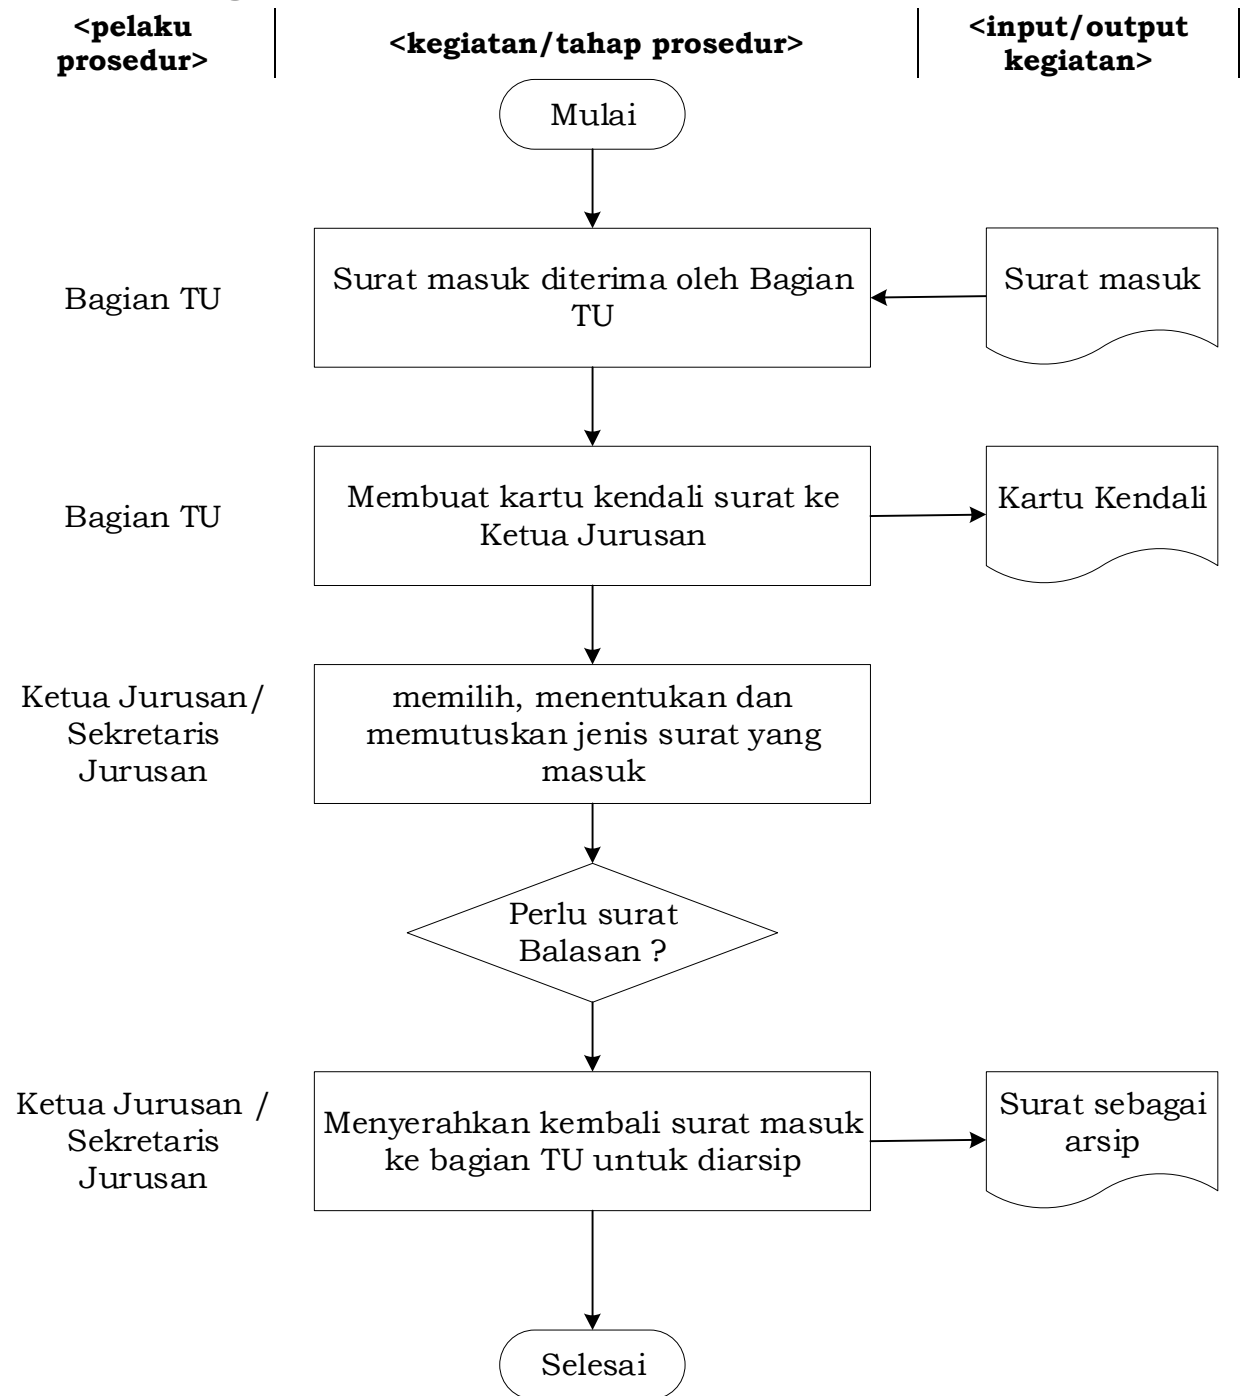 <pelaku
prosedur>
<kegiatan/tahap prosedur>
<input/output
kegiatan>
Mulai
Bagian TU
Surat masuk diterima oleh Bagian
TU
Surat masuk
Bagian TU
Membuat kartu kendali surat ke
Ketua Jurusan
Kartu Kendali
Ketua Jurusan/
Sekretaris
Jurusan
memilih, menentukan dan
memutuskan jenis surat yang
masuk
Perlu surat
Balasan ?
Ketua Jurusan /
Sekretaris
Jurusan
Menyerahkan kembali surat masuk
ke bagian TU untuk diarsip
Surat sebagai
arsip
Selesai